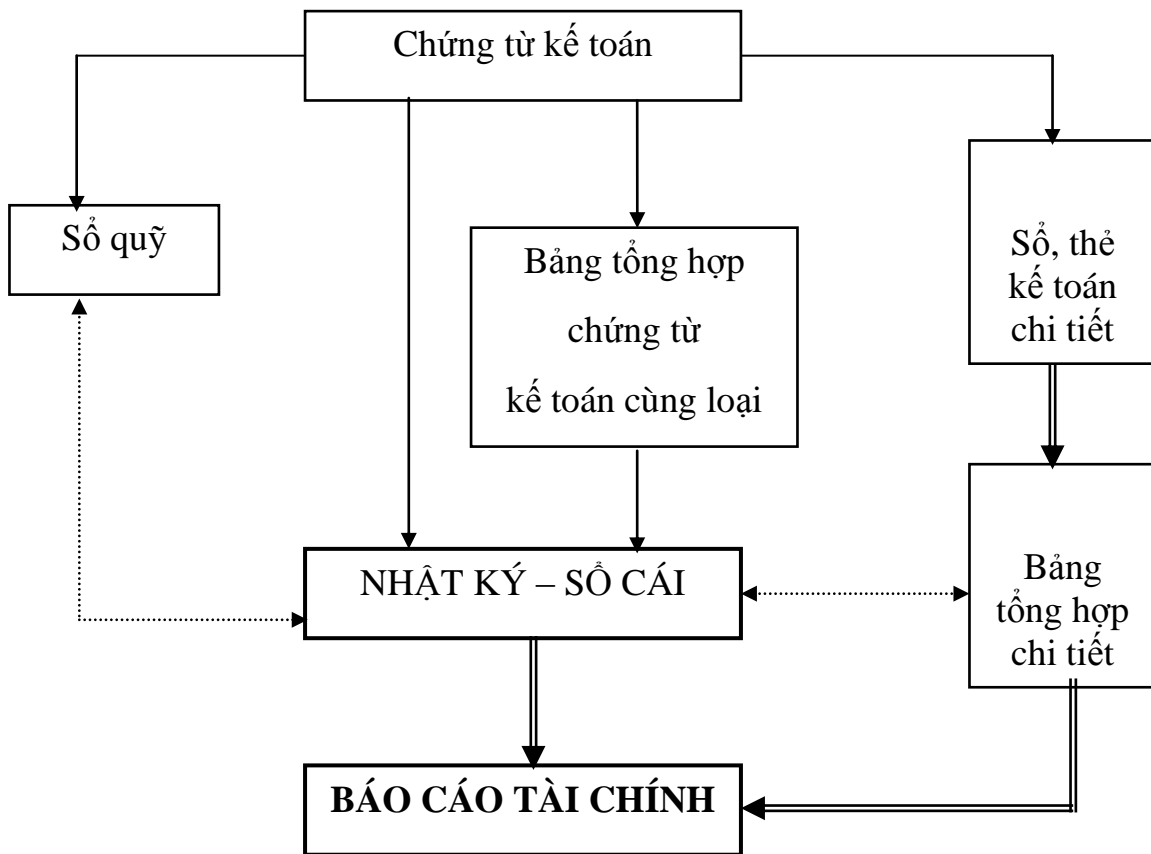 Chứng từ kế toán
Sổ quỹ
Bảng tổng hợp
chứng từ
kế toán cùng loại
Sổ, thẻ
kế toán
chi tiết
NHẬT KÝ – SỔ CÁI
Bảng
tổng hợp
chi tiết
BÁO CÁO TÀI CHÍNH